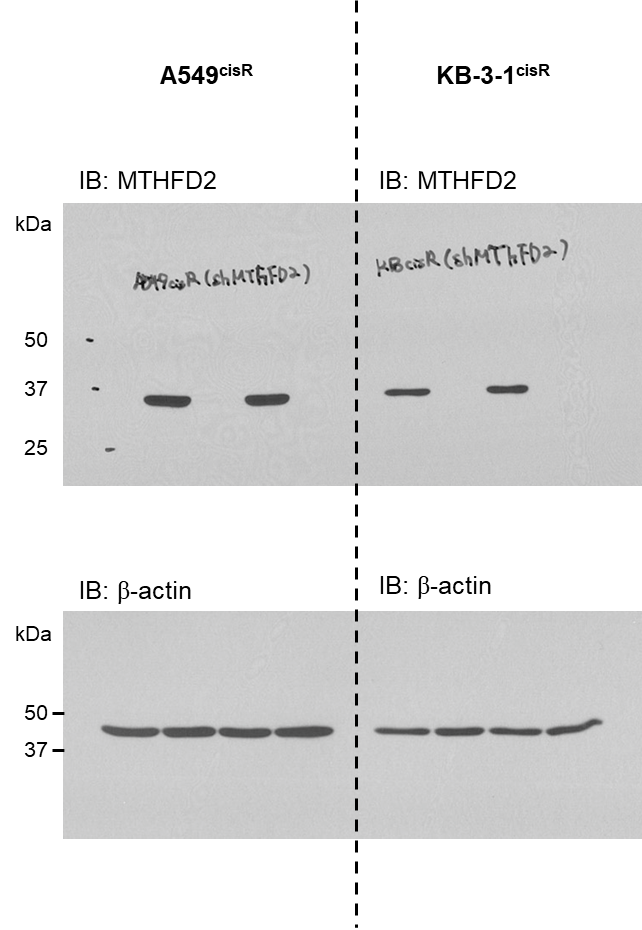 A549cisR KB-3-1cisR
IB: MTHFD2 IB: MTHFD2
kDa
A549cisR (shMTHFD2) KBcisR (shMTHFD2)
50
37
25
IB: β-actin IB: β-actin
kDa
50
37